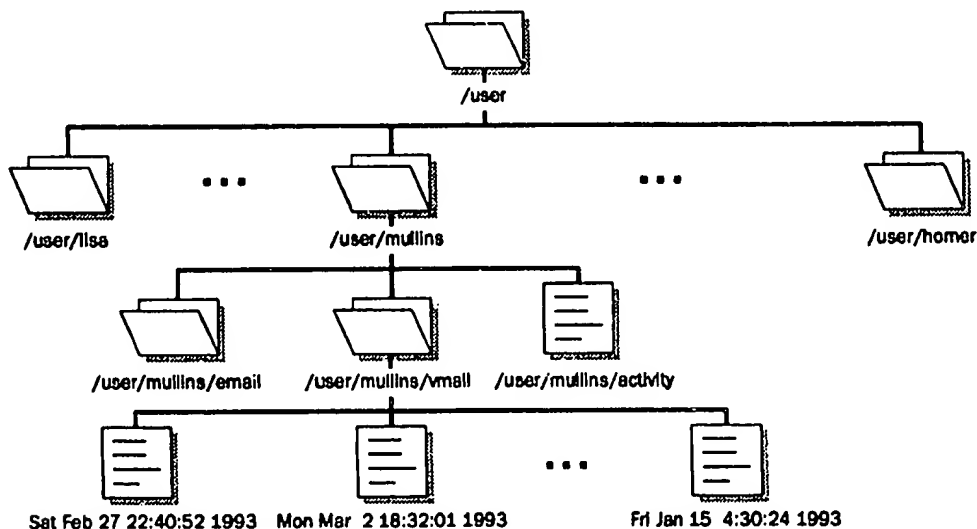 /user
/user/lisa
/user/mullins
/user/homer
/user/mullins/email
/user/mullins/vmail
/user/mullins/activity
Sat Feb 27 22:40:52 1993
Mon Mar 2 18:32:01 1993
Fri Jan 15 4:30:24 1993